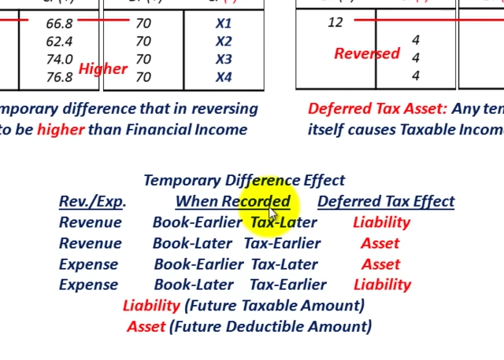 66.8 70 X1 12
62.4 70 X2 4
74.0 70 X3 4
76.8 70 X4 4
Higher Reversed
mporary difference that in reversing
to be higher than Financial Income
Deferred Tax Asset: Any ten
itself causes Taxable Incom
Temporary Difference Effect
Rev./Exp. When Recorded Deferred Tax Effect
Revenue Book-Earlier Tax-Later Liability
Revenue Book-Later Tax-Earlier Asset
Expense Book-Earlier Tax-Later Asset
Expense Book-Later Tax-Earlier Liability
Liability (Future Taxable Amount)
Asset (Future Deductible Amount)